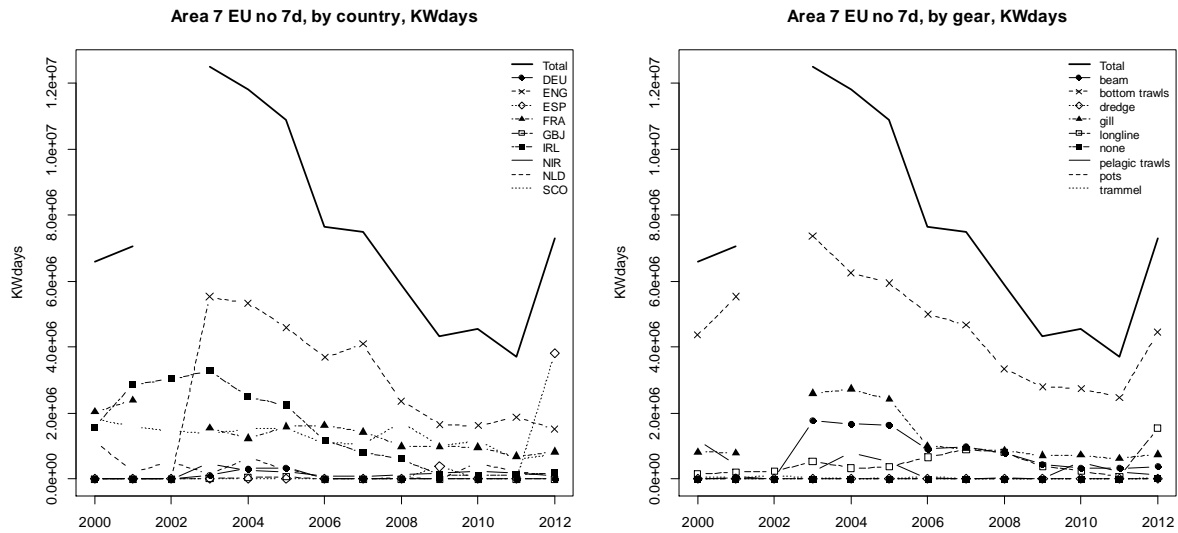 Area 7 EU no 7d, by country, KWdays
KWdays
1.2e+07
1.0e+07
8.0e+06
6.0e+06
4.0e+06
2.0e+06
0.0e+00
2000 2002 2004 2006 2008 2010 2012
Total
DEU
ENG
ESP
FRA
GBJ
IRL
NIR
NLD
SCO
Area 7 EU no 7d, by gear, KWdays
KWdays
1.2e+07
1.0e+07
8.0e+06
6.0e+06
4.0e+06
2.0e+06
0.0e+00
2000 2002 2004 2006 2008 2010 2012
Total
beam
bottom trawls
dredge
gill
longline
none
pelagic trawls
pots
trammel